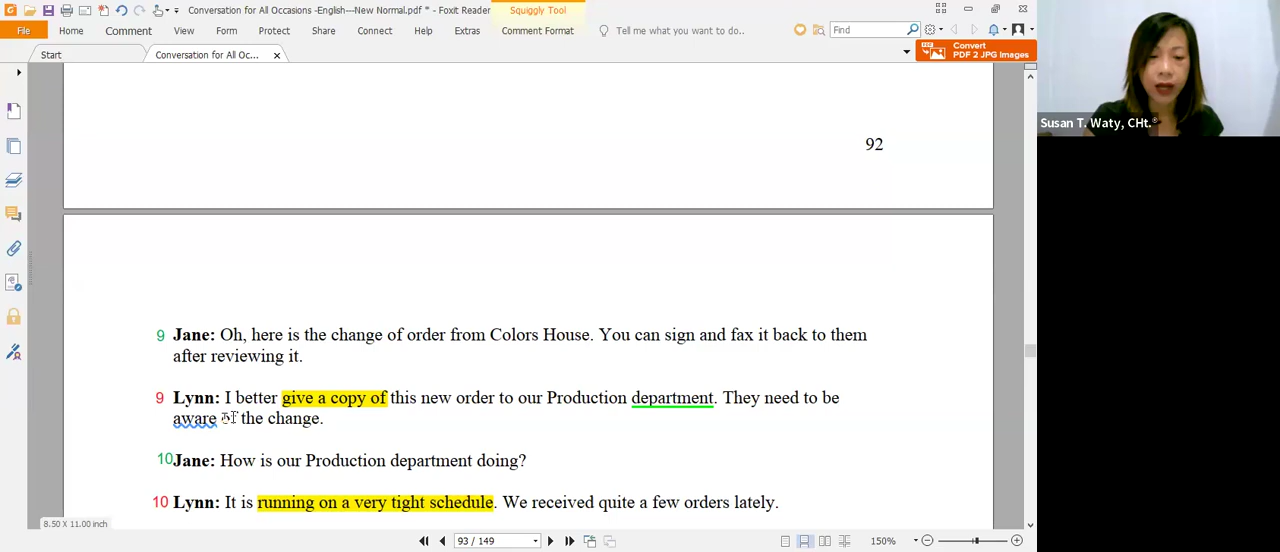 Conversation for All Occasions -English---New Normal.pdf * - Foxit Reader
Squiggly Tool
File Home Comment View Form Protect Share Connect Help Extras Comment Format Tell me what you want to do.. Find
Start Conversation for All Oc... Convert
PDF 2 JPG Images
Susan T. Waty, CHt.®
92
9 Jane: Oh, here is the change of order from Colors House. You can sign and fax it back to them
after reviewing it.
9 Lynn: I better give a copy of this new order to our Production department. They need to be
aware of the change.
10 Jane: How is our Production department doing?
10 Lynn: It is running on a very tight schedule. We received quite a few orders lately.
8.50 X 11.00 inch
93 / 149
150%